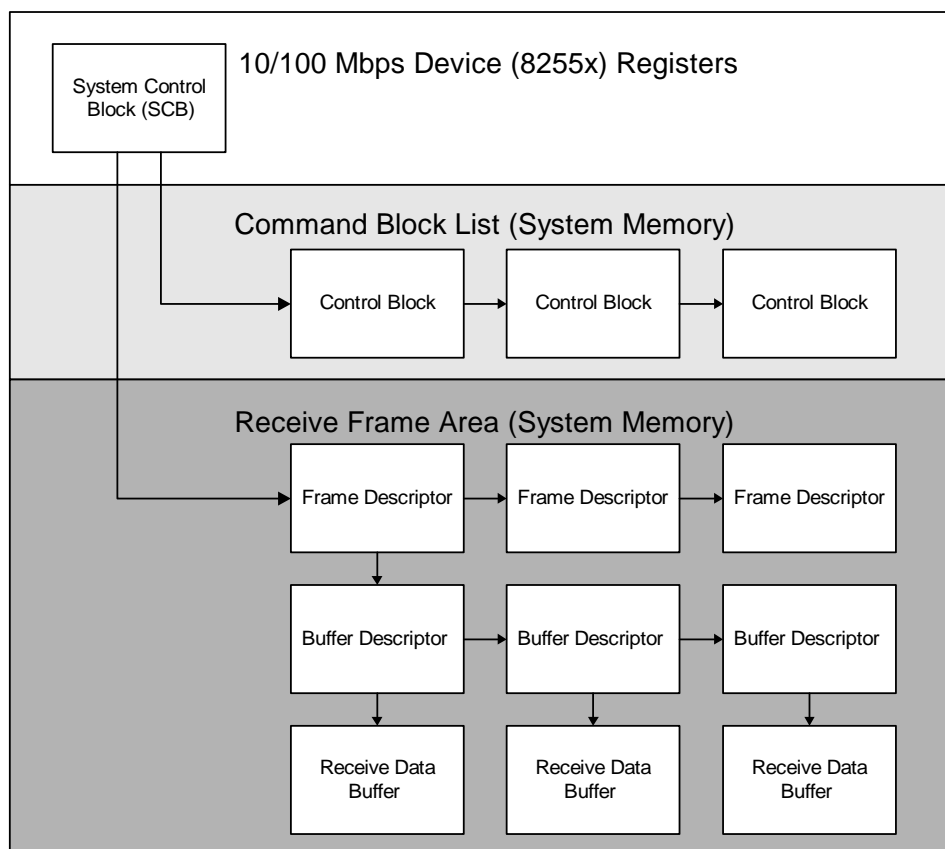 10/100 Mbps Device (8255x) Registers
System Control
Block (SCB)
Command Block List (System Memory)
Control Block
Control Block
Control Block
Receive Frame Area (System Memory)
Frame Descriptor
Frame Descriptor
Frame Descriptor
Buffer Descriptor
Buffer Descriptor
Buffer Descriptor
Receive Data
Buffer
Receive Data
Buffer
Receive Data
Buffer